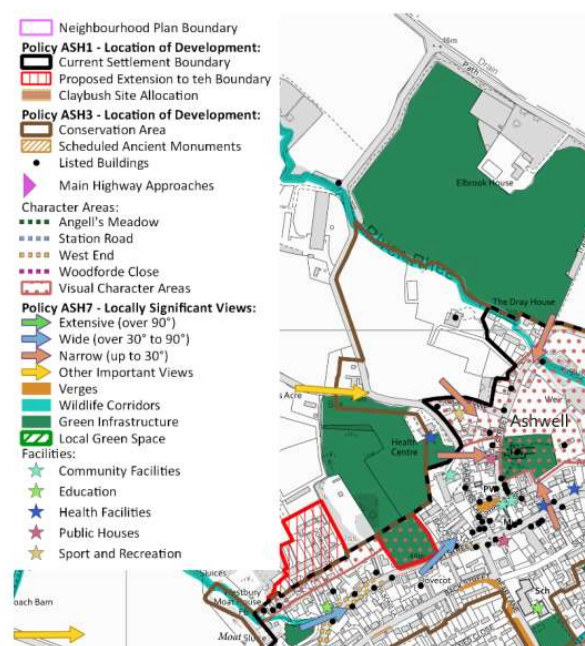 Neighbourhood Plan Boundary
Policy ASH1 - Location of Development:
Current Settlement Boundary
Proposed Extension to teh Boundary
Claybush Site Allocation
Policy ASH3 - Location of Development:
Conservation Area
Scheduled Ancient Monuments
Listed Buildings
Main Highway Approaches
Character Areas:
Angell's Meadow
Station Road
West End
Woodforde Close
Visual Character Areas
Policy ASH7 - Locally Significant Views:
Extensive (over 90°)
Wide (over 30° to 90°)
Narrow (up to 30°)
Other Important Views
Verges
Wildlife Corridors
Green Infrastructure
Local Green Space
Facilities:
Community Facilities
Education
Health Facilities
Public Houses
Sport and Recreation
Drain
Path
Elbrook House
The Dray House
Weir
Ashwell
s Acre
Health
Centre
Sluices
Westbury
Moat House
Moat
Sluice
oach Barn
Dovecot
Sch